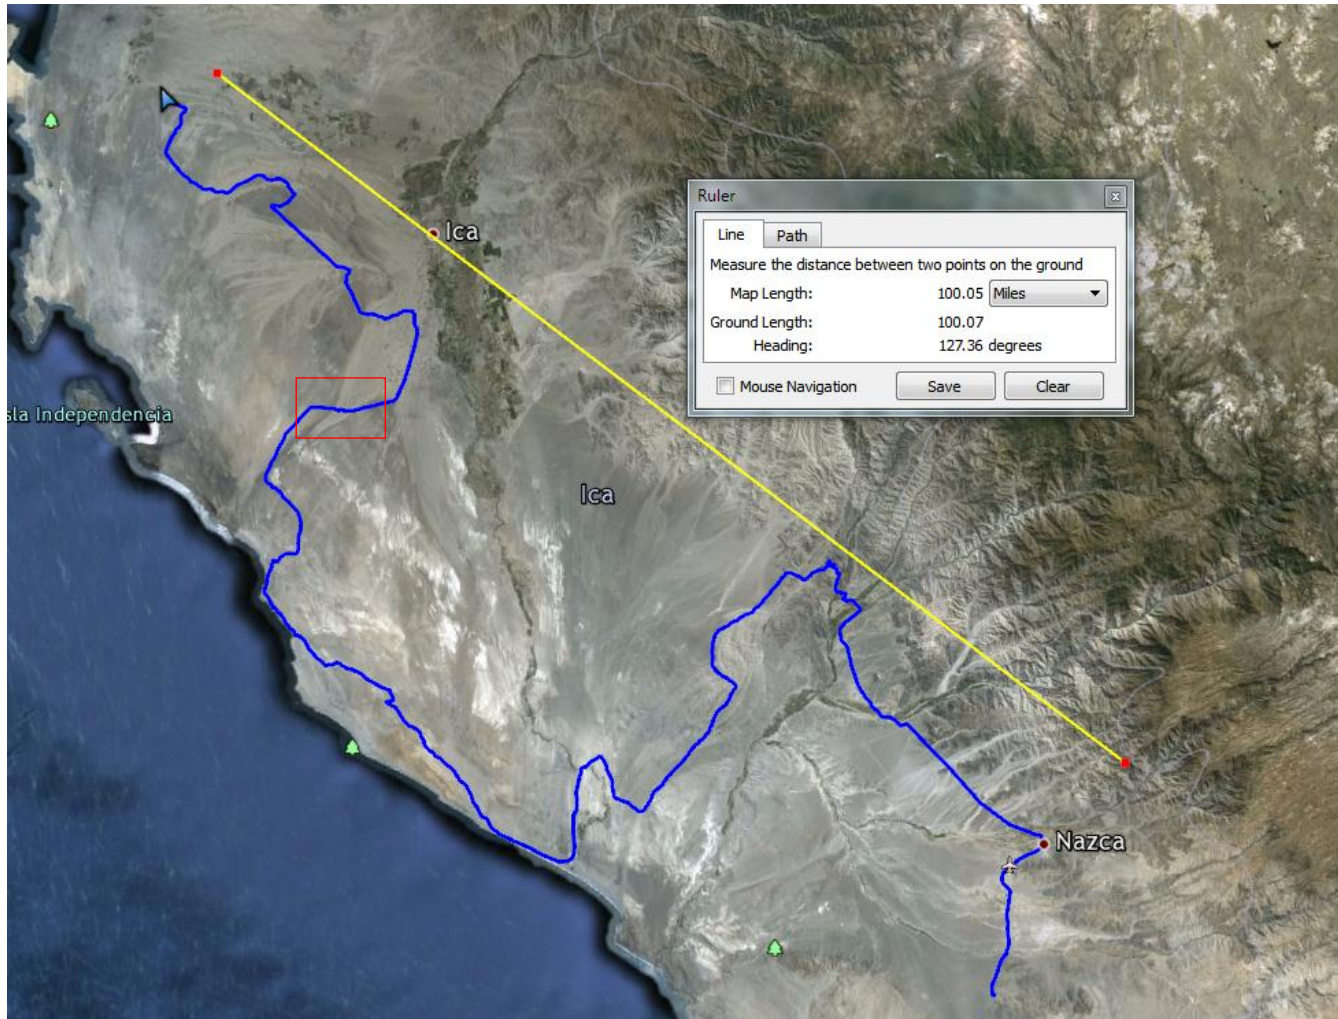 Ica
Ruler
Line
Path
Measure the distance between two points on the ground
Map Length: 100.05 Miles
Ground Length: 100.07
Heading: 127.36 degrees
Mouse Navigation
Save
Clear
sla Independencia
Ica
Nazca